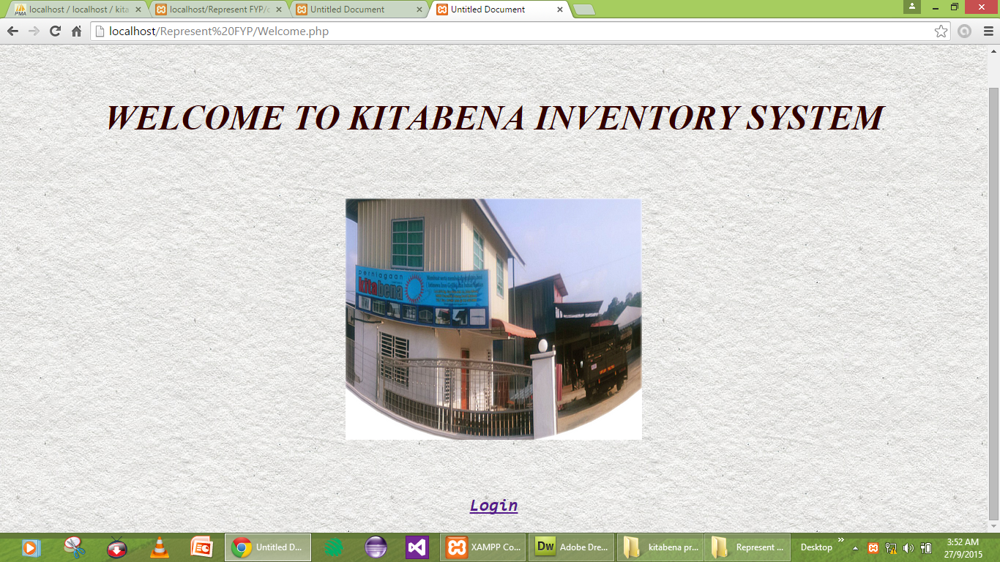 localhost / localhost / kita
localhost/Represent FYP/c
Untitled Document
Untitled Document
localhost/Represent%20FYP/Welcome.php
WELCOME TO KITABENA INVENTORY SYSTEM
perniagaan
kitabena
Login
Untitled D...
XAMPP Co...
Dw
Adobe Dre...
kitabena pr...
Represent ...
Desktop
3:52 AM
27/9/2015